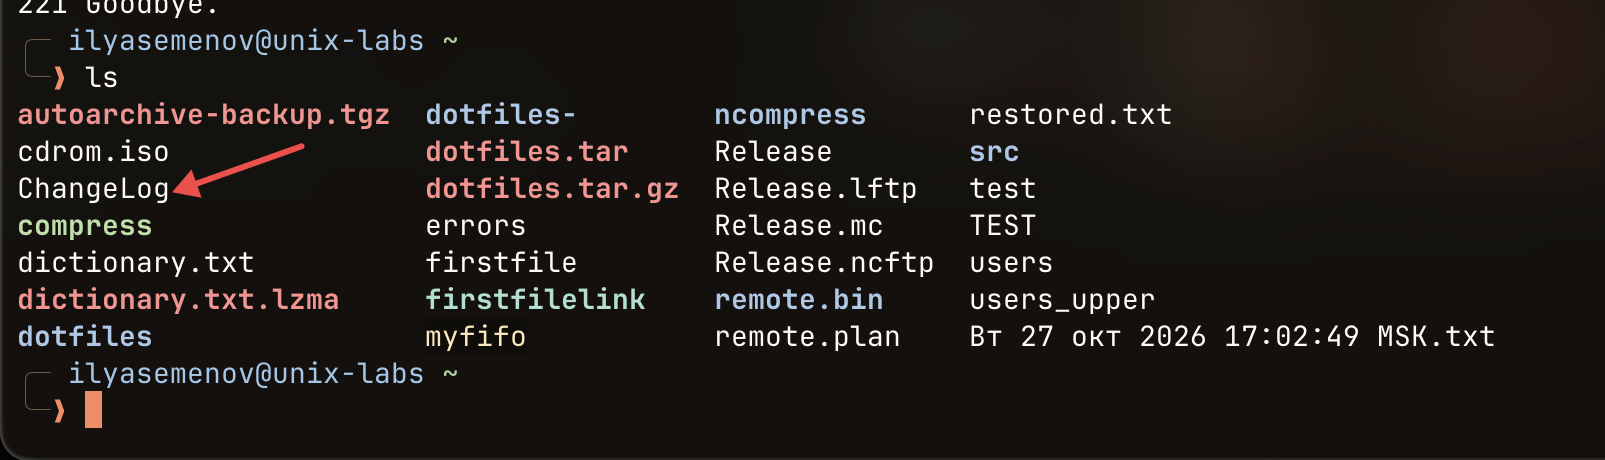 221 Goodbye.
ilyasemenov@unix-labs ~
❯ ls
autoarchive-backup.tgz dotfiles- ncompress restored.txt
cdrom.iso dotfiles.tar Release src
ChangeLog dotfiles.tar.gz Release.lftp test
compress errors Release.mc TEST
dictionary.txt firstfile Release.ncftp users
dictionary.txt.lzma firstfilelink remote.bin users_upper
dotfiles myfifo remote.plan Вт 27 окт 2026 17:02:49 MSK.txt
ilyasemenov@unix-labs ~
❯